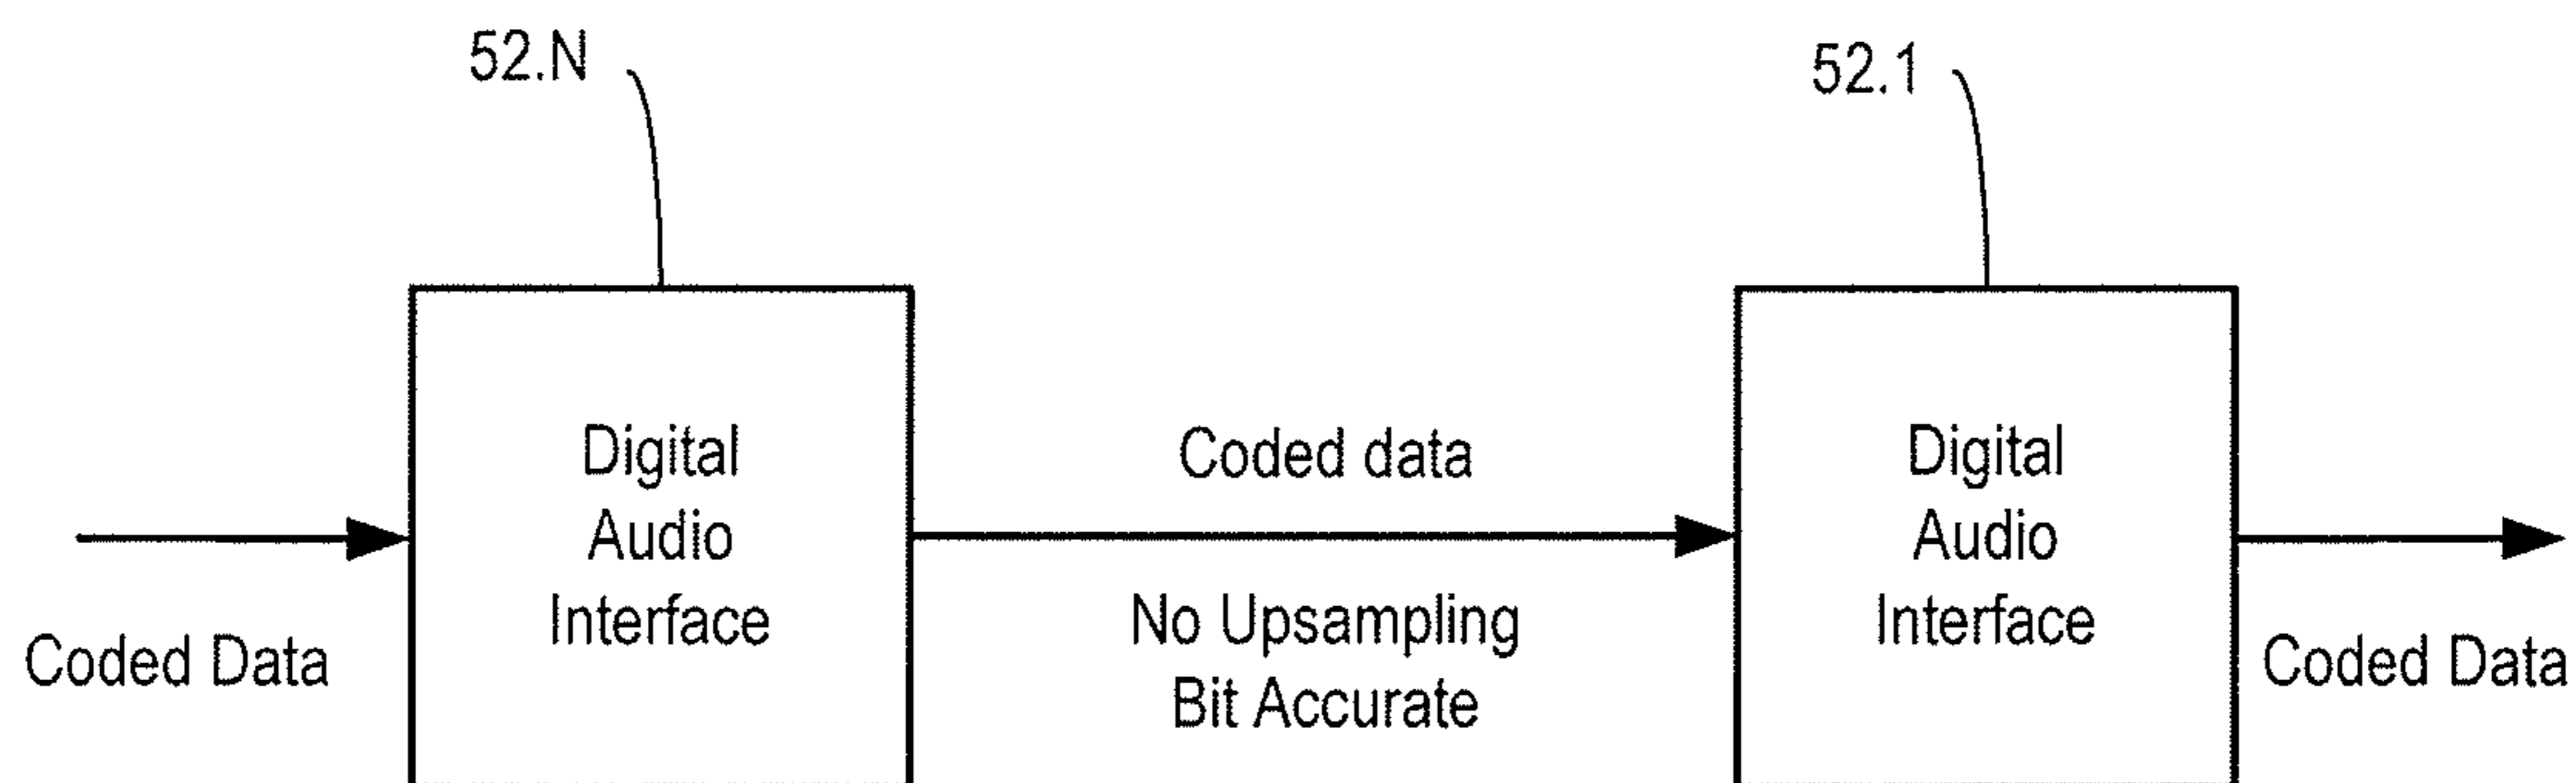 52.N
52.1
Digital
Audio
Interface
Coded data
No Upsampling
Bit Accurate
Digital
Audio
Interface
Coded Data
Coded Data